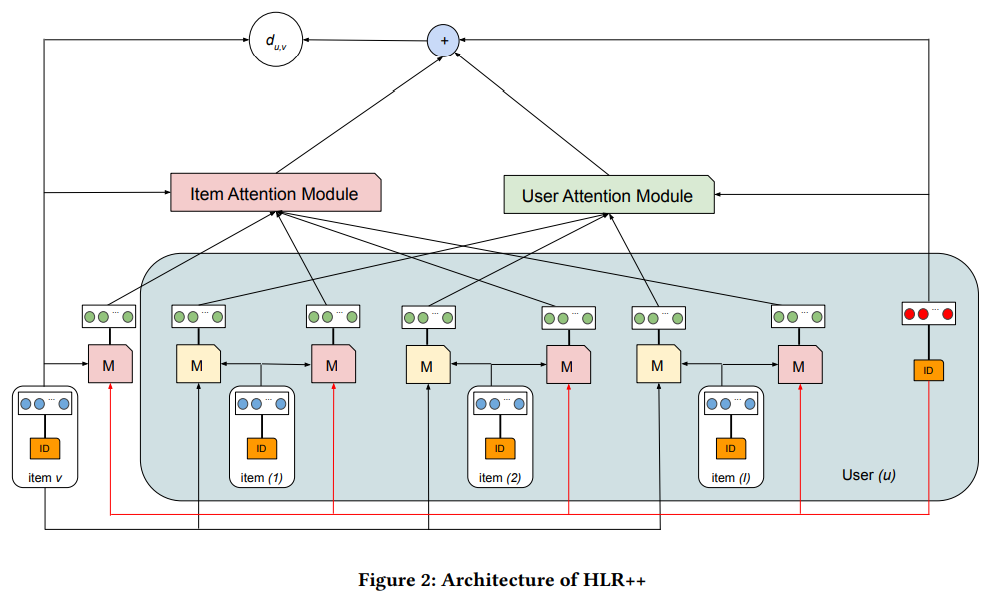 d u,v
+
Item Attention Module
User Attention Module
... ... ... ... ... ... ... ...
M M M M M M M
ID
... ... ... ...
ID ID ID ID
item v item (1) item (2) item (I) User (u)
Figure 2: Architecture of HLR++